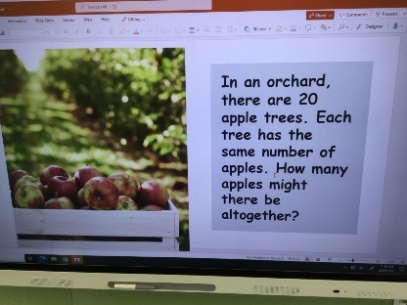 In an orchard,
there are 20
apple trees. Each
tree has the
same number of
apples. How many
apples might
there be
altogether?